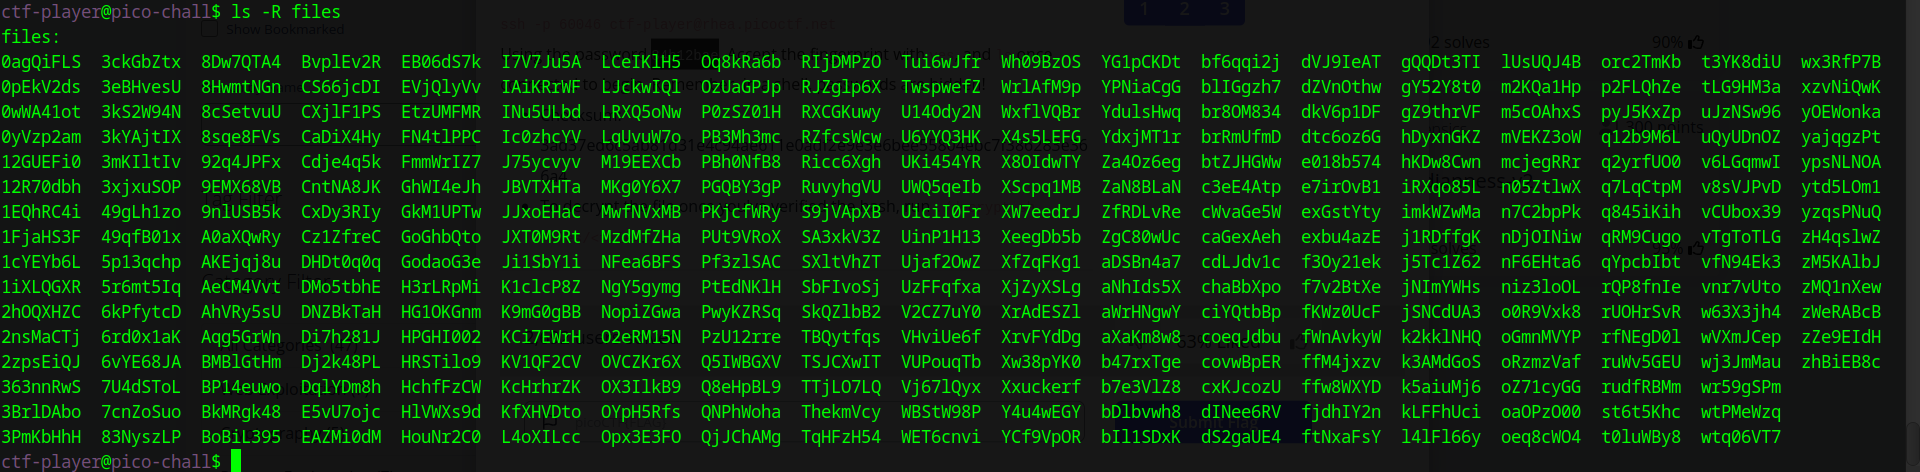 ctf-player@pico-chall$ ls -R files
files:
0agQiFLS 3ckGbZtx 8Dw7QTA4 BvplEv2R EB06dS7k I7V7Ju5A LCeIKlH5 Oq8kRa6b RIjDMPzO Tui6wJfr Wh09BzOS YG1pCKDt bf6qqi2j dVJ9IeAT gQQDt3TI lUsUQJ4B orc2TmKb t3YK8diU wx3RfP7B
0pEkV2ds 3eBHvesU 8HwmtNGn CS66jcDI EVjQlyVv IAiKRrWF LJckwIQl OzUaGPJp RJZglp6X TwspwefZ WrlAfM9p YPNiaCgG blIGgzh7 dZVnOthw gY52Y8t0 m2KQa1Hp p2FLQhZe tLG9HM3a xzvNiQwK
0wWA41ot 3kS2W94N 8cSetvuU CXjlF1PS EtzUMFMR INu5ULbd LRXQ5oNw P0zSZ01H RXCGKuwy U14Ody2N WxflVQBr YdulsHwq br8OM834 dkV6p1DF gZ9thrVF m5cOAhxS pyJ5KxZp uJzNSw96 yOEWonka
0yVzp2am 3kYAjtIX 8sqe8FVs CaDiX4Hy FN4tlPPC Ic0zhcYV LqUvuW7o PB3Mh3mc RZfcsWcw U6YYQ3HK X4s5LEFG YdxjMT1r brRmUfmD dtc6oz6G hDyxnGKZ mVEKZ3oW q12b9M6L uQyUDnOZ yajqgzPt
12GUEFi0 3mKIltIv 92q4JPFx Cdje4q5k FmmWrIZ7 J75ycvyv M19EEXCb PBh0NfB8 Ricc6Xgh UKi454YR X8OIdwTY Za4Oz6eg btZJHGWw e018b574 hKDw8Cwn mcjegRRr q2yrfUO0 v6LGqmwI ypsNLNOA
12R70dbh 3xjxuSOP 9EMX68VB CntNA8JK GhWI4eJh JBVTXHTa MKg0Y6X7 PGQBY3gP RuvyhgVU UWQ5qeIb XScpq1MB ZaN8BLaN c3eE4Atp e7irOvB1 iRXqo85L n05ZtlwX q7LqCtpM v8sVJPvD ytd5LOm1
1EQhRC4i 49gLh1zo 9nlUSB5k CxDy3RIy GkM1UPTw JJxoEHaC MWfNVxMB PKjcfWRy S9jVApXB UiciI0Fr XW7eedrJ ZfRDLvRe cWvaGe5W exGstYty imkWZwMa n7C2bpPk q845iKih vCUbox39 yzqsPNuQ
1FjaHS3F 49qfB01x A0aXQwRy Cz1ZfreC GoGhbQto JXT0M9Rt MzdMfZHa PUt9VRoX SA3xkV3Z UinP1H13 XeegDb5b ZgC80wUc caGexAeh exbu4azE j1RDffgK nDjOINiw qRM9Cugo vTgToTLG zH4qslwZ
1cYEYb6L 5p13qchp AKEjqj8u DHDt0q0q GodaoG3e Ji1SbY1i NFea6BFS Pf3zlSAC SXltVhZT Ujaf2OwZ XfZqFKg1 aDSBn4a7 cdLJdv1c f3Oy21ek j5Tc1Z62 nF6EHta6 qYpcbIbt vfN94Ek3 zM5KAlbJ
1iXLQGXR 5r6mt5Iq AeCM4Vvt DMo5tbhE H3rLRpMi K1clcP8Z NgY5gymg PtEdNKlH SbFIvoSj UzFFqfxa XjZyXSLg aNhIds5X chaBbXpo f7v2BtXe jNImYWHs niz3loOL rQP8fnIe vnr7vUto zMQ1nXew
2hOQXHZC 6kPfytcD AhVRy5sU DNZBkTaH HG1OKGnm K9mG0gBB NopiZGwa PwyKZRSq SkQZlbB2 V2CZ7uY0 XrAdESZl aWrHNgwY ciYQtbBp fKWz0UcF jSNCdUA3 o0R9Vxk8 rUOHrSvR w63X3jh4 zWeRABcB
2nsMaCTj 6rd0x1aK Aqg5GrWn Di7h281J HPGHI002 KCi7EWrH O2eRM15N PzU12rre TBQytfqs VHviUe6f XrvFYdDg aXaKm8w8 coeqJdbu fWnAvkyW k2kklNHQ oGmnMVYP rfNEgD0l wVXmJCep zZe9EIdH
2zpsEiQJ 6vYE68JA BMBlGtHm Dj2k48PL HRSTilo9 KV1QF2CV OVCZKr6X Q5IWBGXV TSJCXwIT VUPouqTb Xw38pYK0 b47rxTge covwBpER ffM4jxzv k3AMdGoS oRzmzVaf ruWv5GEU wj3JmMau zhBiEB8c
363nnRwS 7U4dSToL BP14euwo DqlYDm8h HchfFzCW KcHrhrZK OX3IlkB9 Q8eHpBL9 TTjLO7LQ Vj67lQyx Xxuckerf b7e3VlZ8 cxKJcozU ffw8WXYD k5aiuMj6 oZ71cyGG rudfRBMm wr59gSPm
3BrlDAbo 7cnZoSuo BkMRgk48 E5vU7ojc HlVWXs9d KfXHVDto OYpH5Rfs QNPhWoha ThekmVcy WBStW98P Y4u4wEGY bDlbvwh8 dINee6RV fjdhIY2n kLFFhUci oaOPzO00 st6t5Khc wtPMeWzq
3PmKbHhH 83NyszLP BoBiL395 EAZMi0dM HouNr2C0 L4oXILcc Opx3E3FO QjJChAMg TqHFzH54 WET6cnvi YCf9VpOR bIl1SDxK dS2gaUE4 ftNxaFsY l4lFl66y oeq8cWO4 t0luWBy8 wtq06VT7
ctf-player@pico-chall$